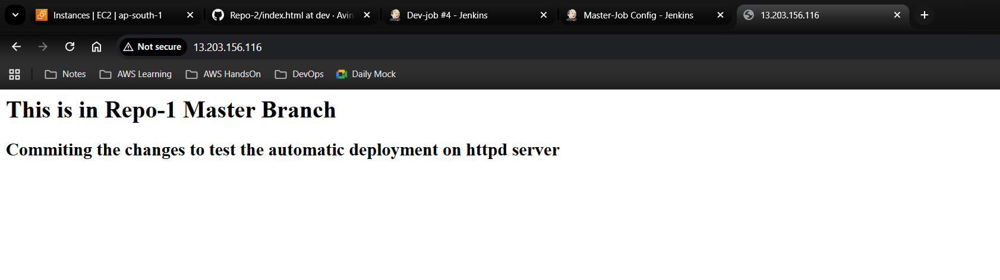 Instances | EC2 | ap-south-1
Repo-2/index.html at dev · Avin
Dev-job #4 - Jenkins
Master-Job Config - Jenkins
13.203.156.116
Not secure
13.203.156.116
Notes
AWS Learning
AWS HandsOn
DevOps
Daily Mock
This is in Repo-1 Master Branch
Commiting the changes to test the automatic deployment on httpd server